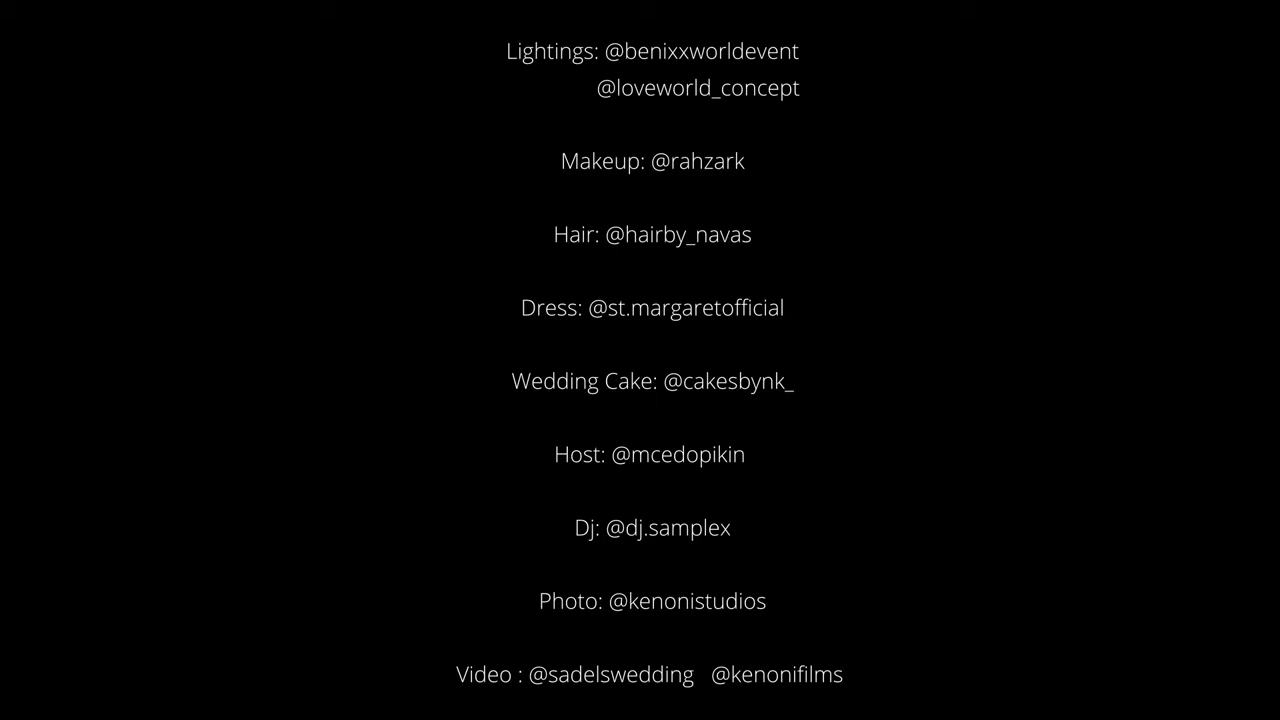 Lightings: @benixxworldevent
@loveworld_concept
Makeup: @rahzark
Hair: @hairby_navas
Dress: @st.margaretofficial
Wedding Cake: @cakesbynk_
Host: @mcedopikin
Dj: @dj.samplex
Photo: @kenonistudios
Video : @sadelswedding @kenonifilms